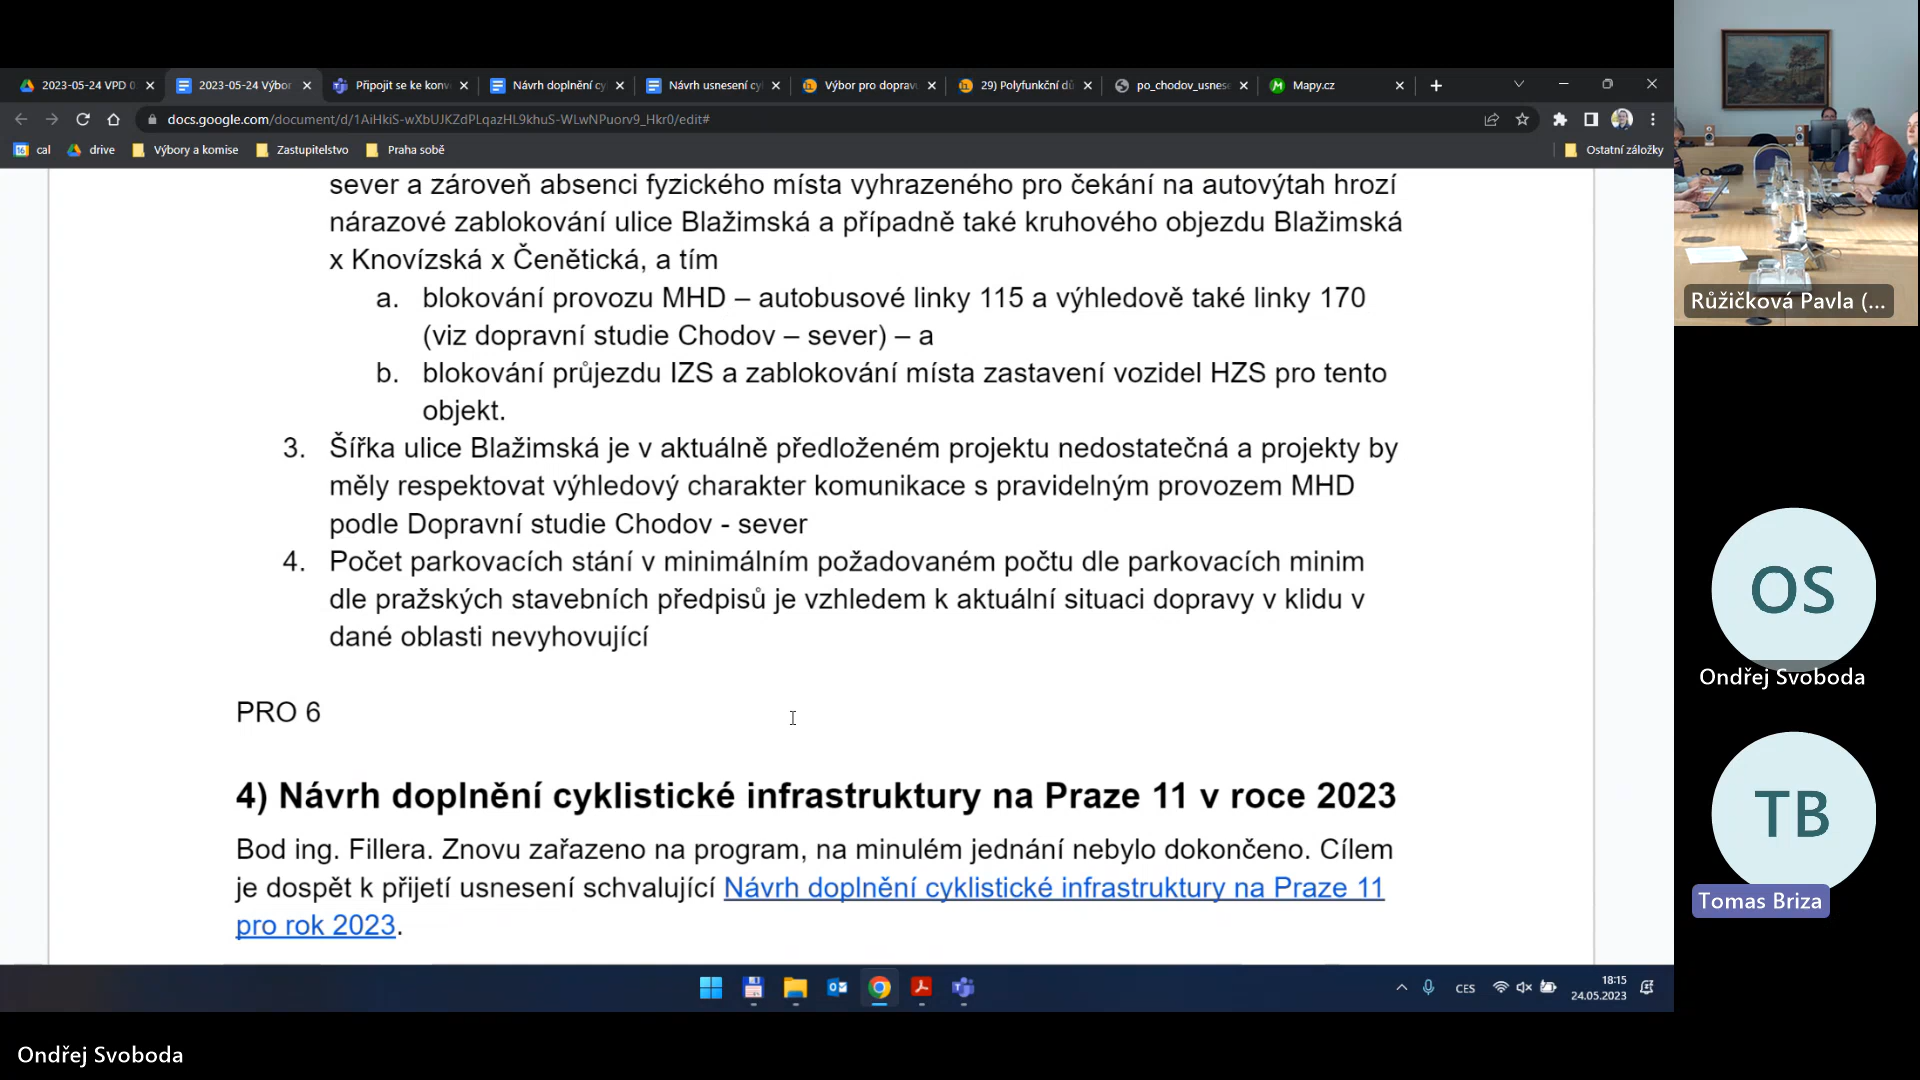 2023-05-24 VPD 0
2023-05-24 Výbor
Připojit se ke konv
Návrh doplnění cy
Návrh usnesení cyk
Výbor pro doprav
29) Polyfunkční dů
po_chodov_usnes
Mapy.cz
docs.google.com/document/d/1AiHkiS-wXbUJKZdPLqazHL9khuS-WLwNPuorv9_Hkr0/edit#
cal
drive
Výbory a komise
Zastupitelstvo
Praha sobě
Ostatní záložky
sever a zároveň absenci fyzického místa vyhrazeného pro čekání na autovýtah hrozí
nárazové zablokování ulice Blažimská a případně také kruhového objezdu Blažimská
x Knovízská x Čenětická, a tím
a. blokování provozu MHD – autobusové linky 115 a výhledově také linky 170
(viz dopravní studie Chodov – sever) – a
b. blokování průjezdu IZS a zablokování místa zastavení vozidel HZS pro tento
objekt.
3. Šířka ulice Blažimská je v aktuálně předloženém projektu nedostatečná a projekty by
měly respektovat výhledový charakter komunikace s pravidelným provozem MHD
podle Dopravní studie Chodov - sever
4. Počet parkovacích stání v minimálním požadovaném počtu dle parkovacích minim
dle pražských stavebních předpisů je vzhledem k aktuální situaci dopravy v klidu v
dané oblasti nevyhovující
PRO 6
4) Návrh doplnění cyklistické infrastruktury na Praze 11 v roce 2023
Bod ing. Fillera. Znovu zařazeno na program, na minulém jednání nebylo dokončeno. Cílem
je dospět k přijetí usnesení schvalující Návrh doplnění cyklistické infrastruktury na Praze 11
pro rok 2023.
CES
18:15
24.05.2023
Růžičková Pavla (...
OS
Ondřej Svoboda
TB
Tomas Briza
Ondřej Svoboda